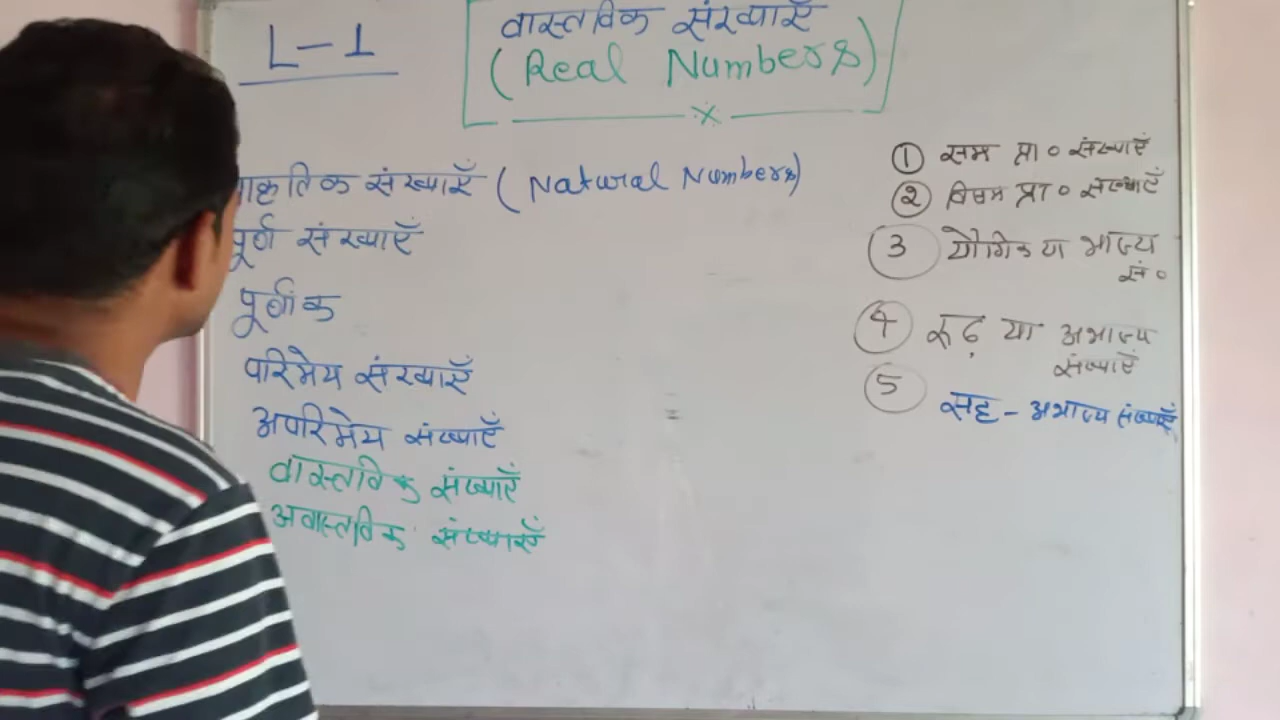 L-1
वास्तविक संख्याएँ
(Real Numbers)
प्राकृतिक संख्याएँ (Natural Numbers)
पूर्ण संख्याएँ
पूर्णांक
परिमेय संख्याएँ
अपरिमेय संख्याएँ
वास्तविक संख्याएँ
अवास्तविक संख्याएँ
① सम प्रा० संख्याएँ
② विषम प्रा० संख्याएँ
③ यौगिक या भाज्य
सं०
④ रूढ़ या अभाज्य
संख्याएँ
⑤ सह - अभाज्य संख्याएँ